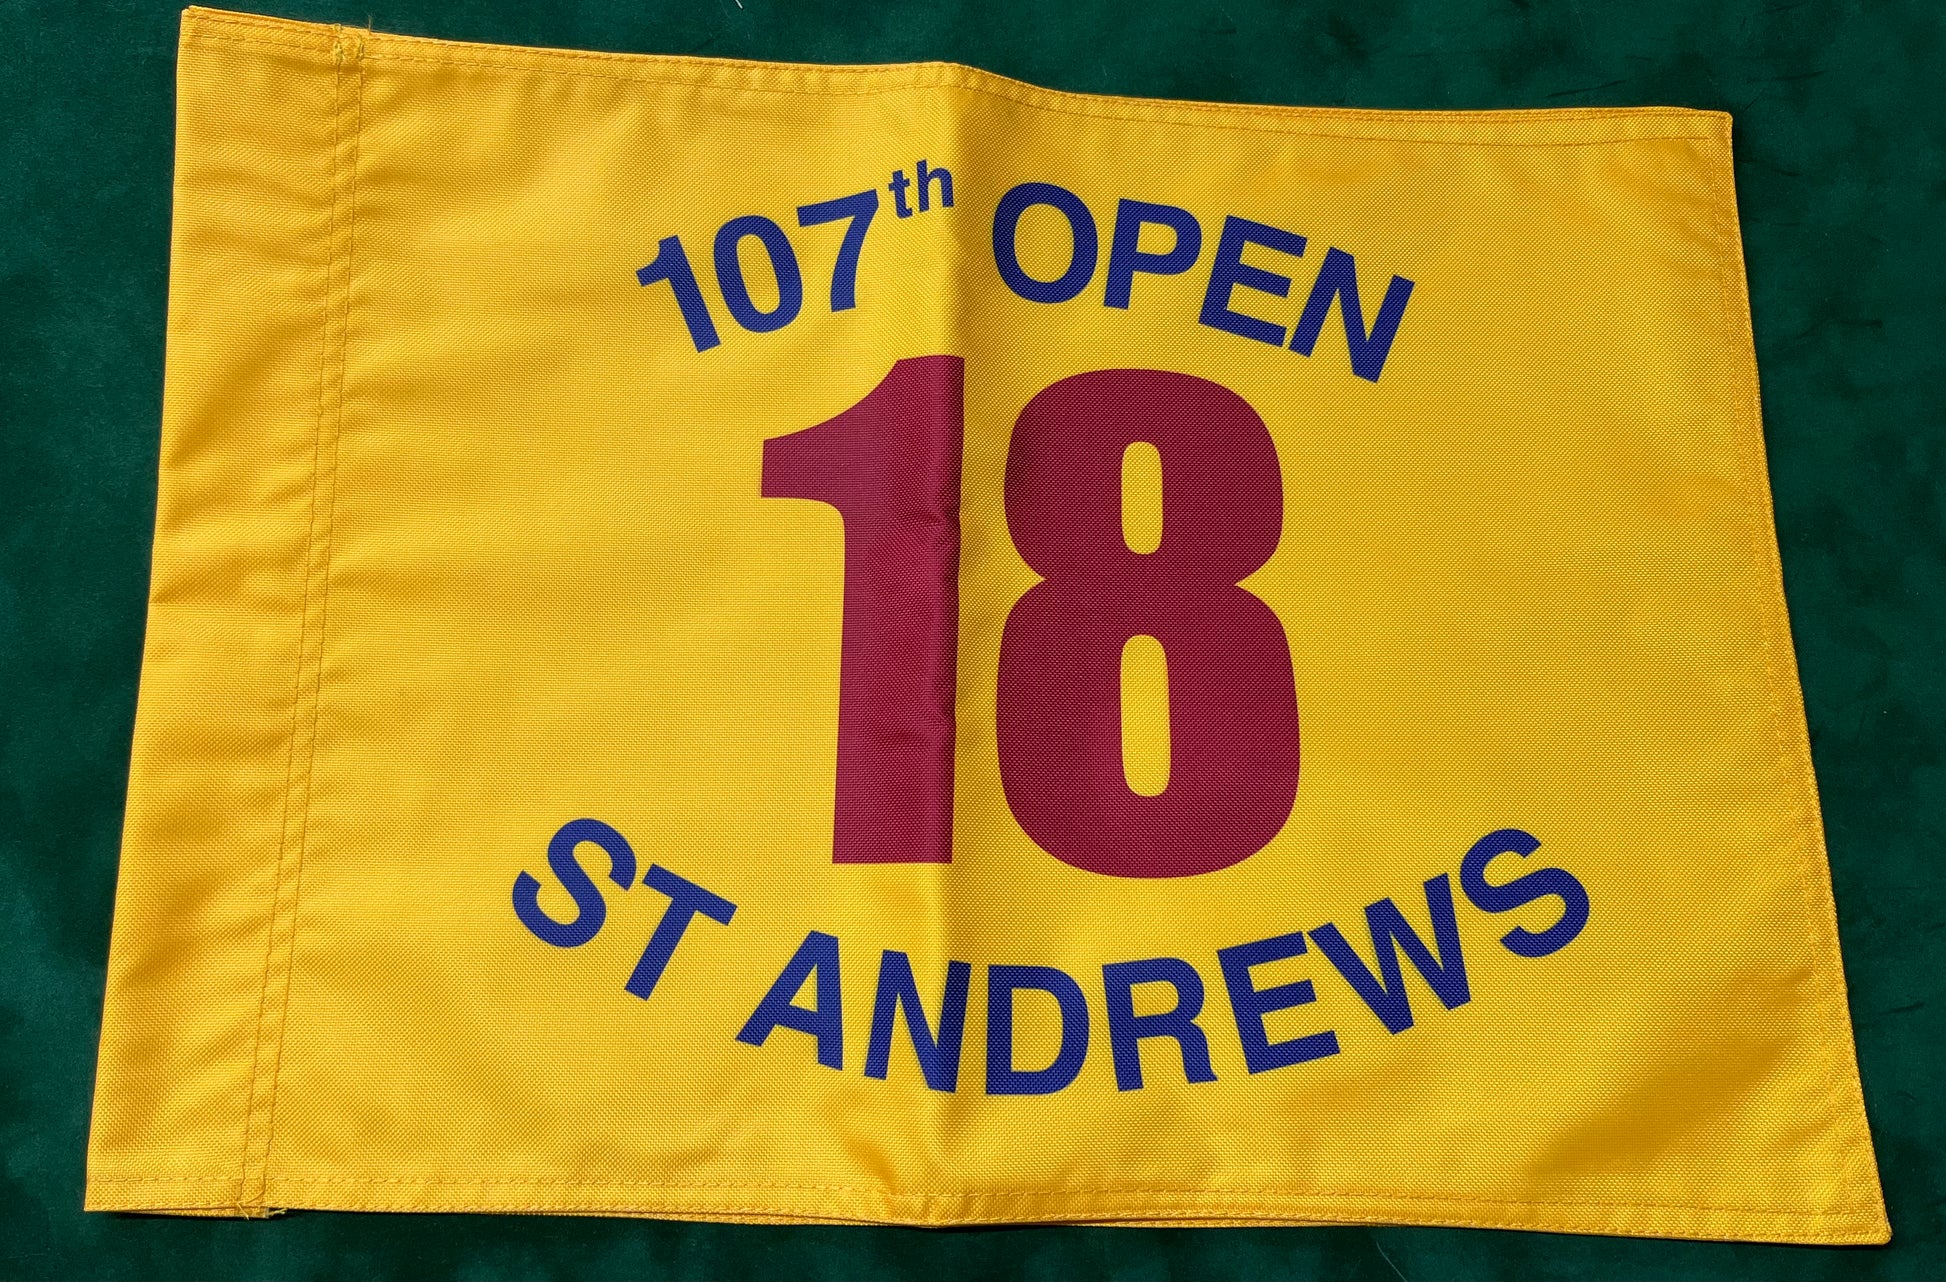 107th OPEN
18
ST ANDREWS